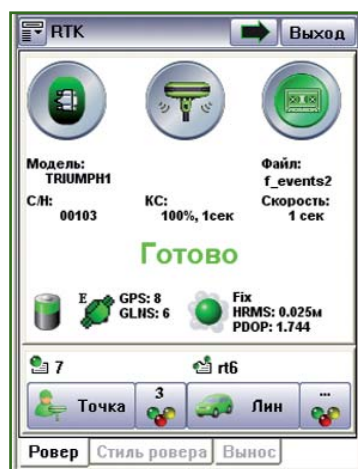 RTK Выход
Модель: Файл:
TRIUMPH1 f_events2
С/Н: КС: Скорость:
00103 100%, 1сек 1 сек
Готово
E GPS: 8 Fix
GLNS: 6 HRMS: 0.025м
PDOP: 1.744
7 rt6
Точка 3 Лин ...
Ровер Стиль ровера Вынос